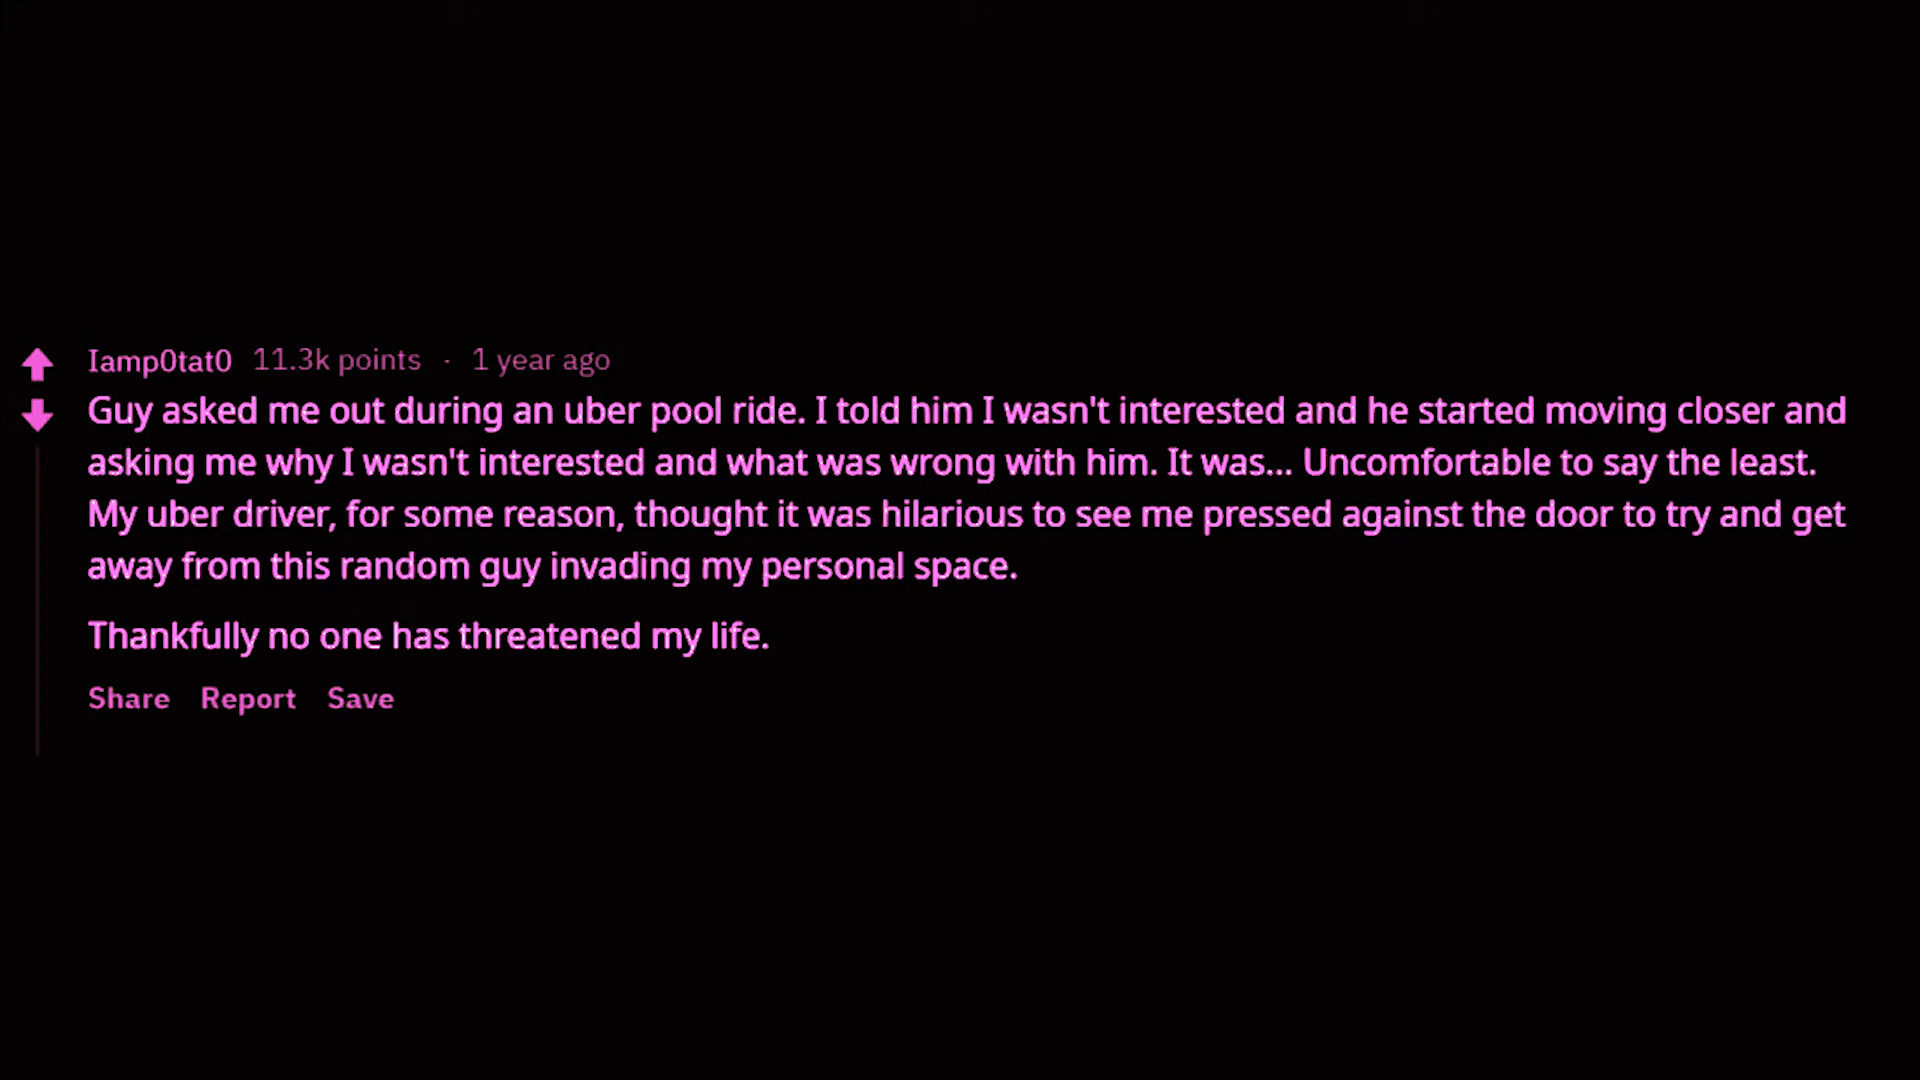 Iamp0tat0 11.3k points · 1 year ago
Guy asked me out during an uber pool ride. I told him I wasn't interested and he started moving closer and
asking me why I wasn't interested and what was wrong with him. It was... Uncomfortable to say the least.
My uber driver, for some reason, thought it was hilarious to see me pressed against the door to try and get
away from this random guy invading my personal space.
Thankfully no one has threatened my life.
Share Report Save